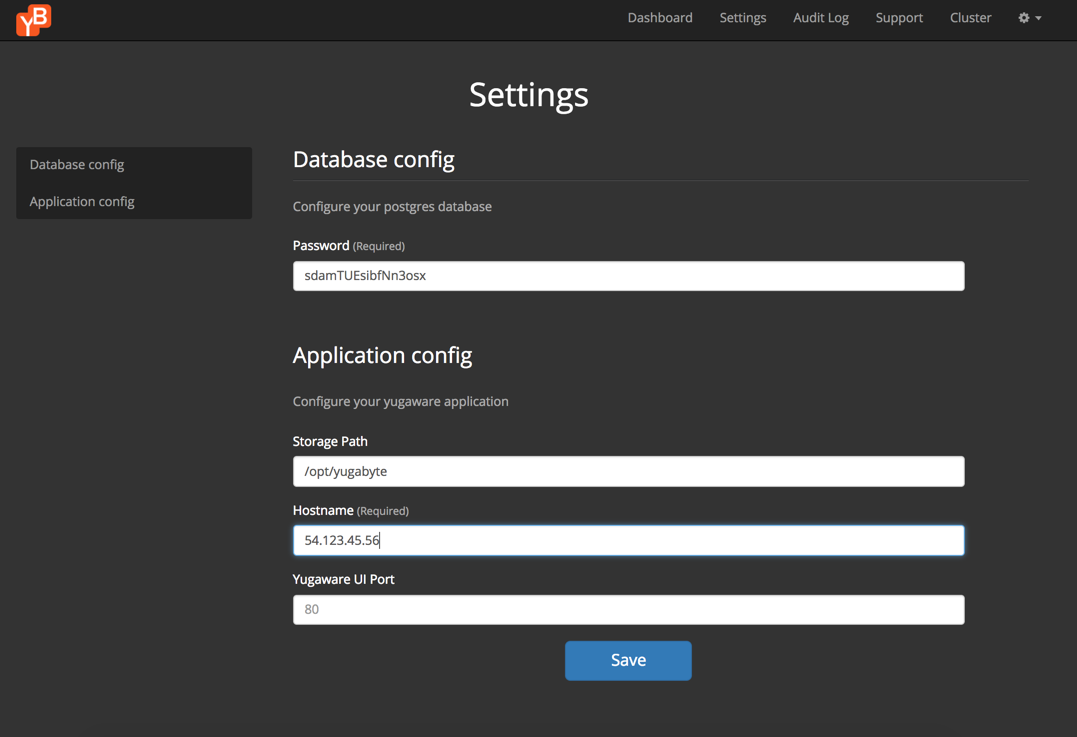 YB
Dashboard Settings Audit Log Support Cluster
Settings
Database config
Application config
Database config
Configure your postgres database
Password (Required)
sdamTUEsibfNn3osx
Application config
Configure your yugaware application
Storage Path
/opt/yugabyte
Hostname (Required)
54.123.45.56
Yugaware UI Port
80
Save